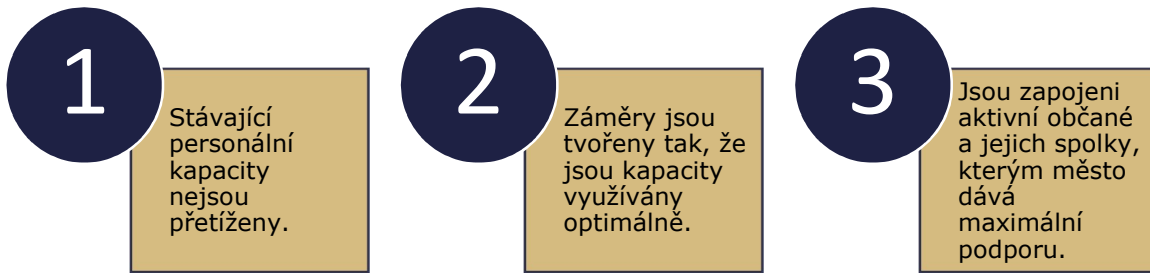 1
Stávající
personální
kapacity
nejsou
přetíženy.
2
Záměry jsou
tvořeny tak, že
jsou kapacity
využívány
optimálně.
3
Jsou zapojeni
aktivní občané
a jejich spolky,
kterým město
dává
maximální
podporu.